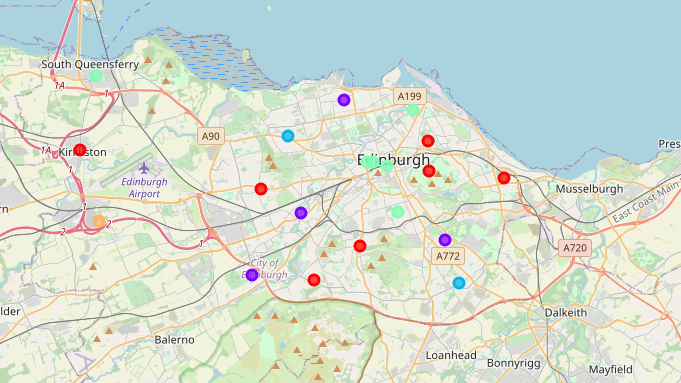 South Queensferry
1A
1
A199
A90
Edinburgh
Kirkliston
1A
1
Pres
Edinburgh
Airport
Musselburgh
East Coast Main
rn
2
2
City of
Edinburgh
A720
A772
lder
Balerno
Dalkeith
Loanhead
Bonnyrigg
Mayfield